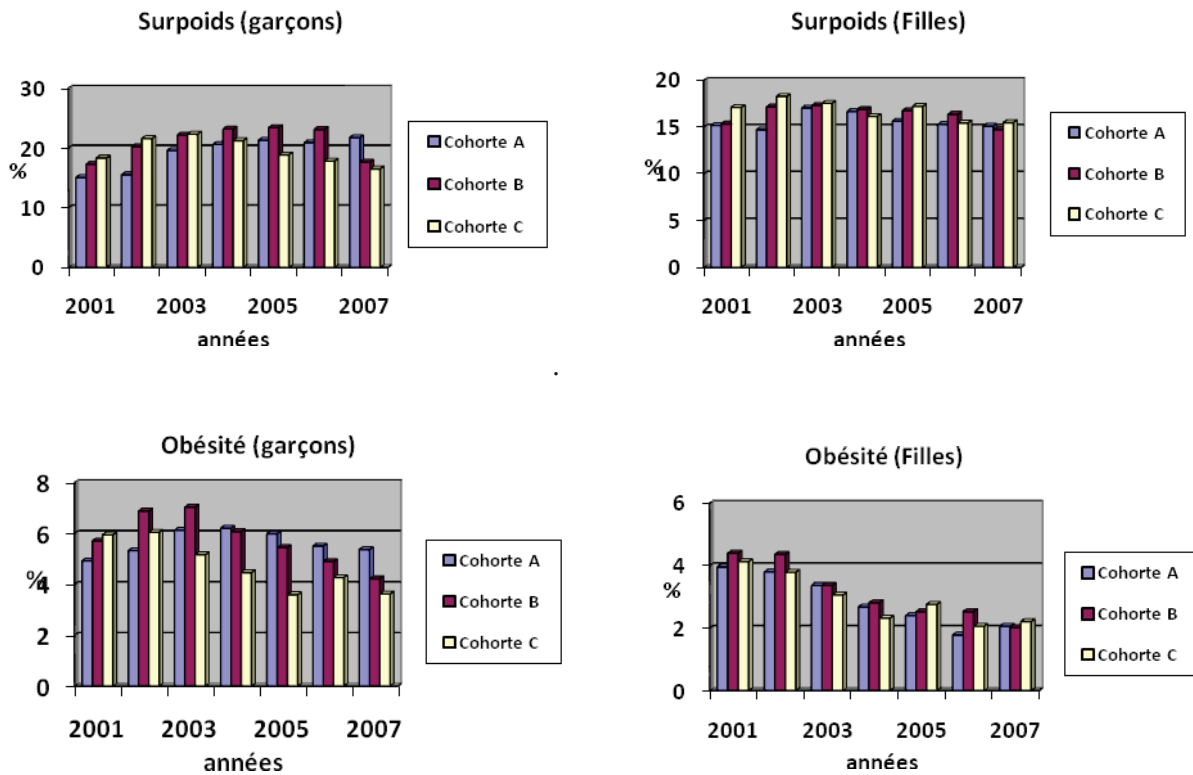 Surpoids (garçons)
30
20
10
0
%
2001 2003 2005 2007
années
Cohorte A
Cohorte B
Cohorte C
Surpoids (Filles)
20
15
10
5
0
%
2001 2003 2005 2007
années
Cohorte A
Cohorte B
Cohorte C
.
Obésité (garçons)
8
6
4
2
0
%
2001 2003 2005 2007
années
Cohorte A
Cohorte B
Cohorte C
Obésité (Filles)
6
4
2
0
%
2001 2003 2005 2007
années
Cohorte A
Cohorte B
Cohorte C